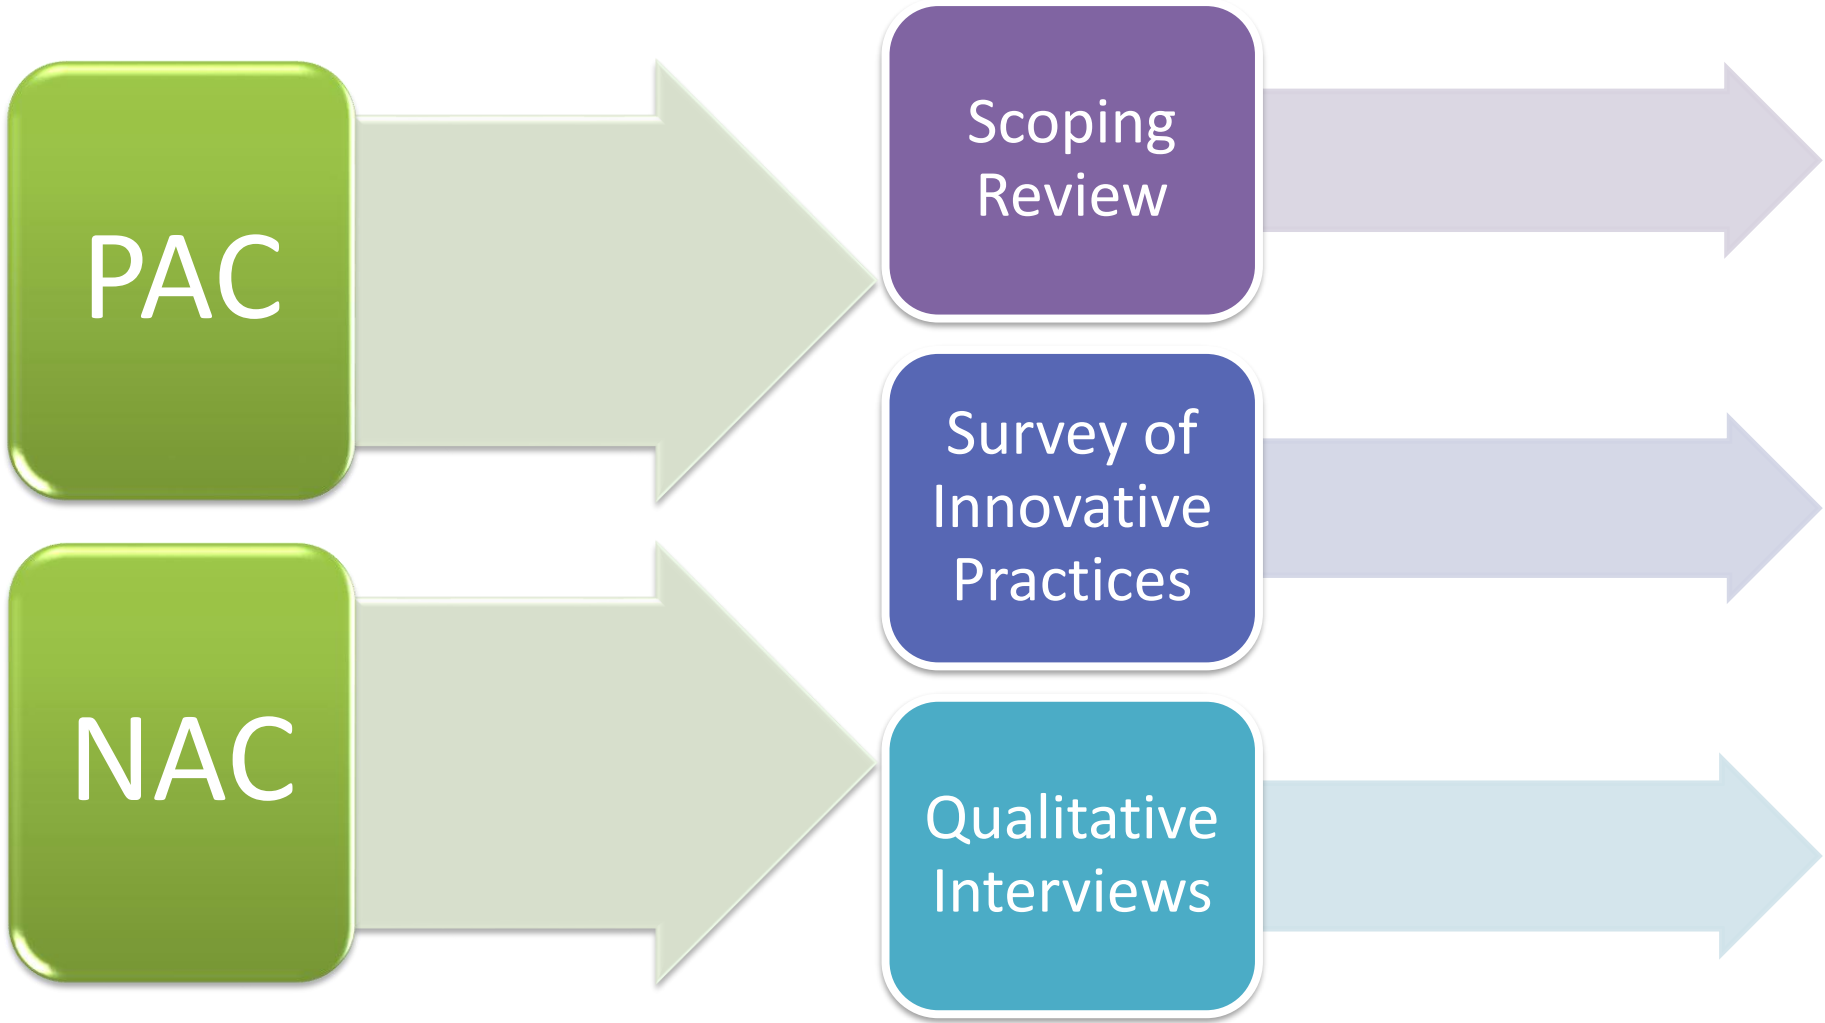 PAC
NAC
Scoping
Review
Survey of
Innovative
Practices
Qualitative
Interviews